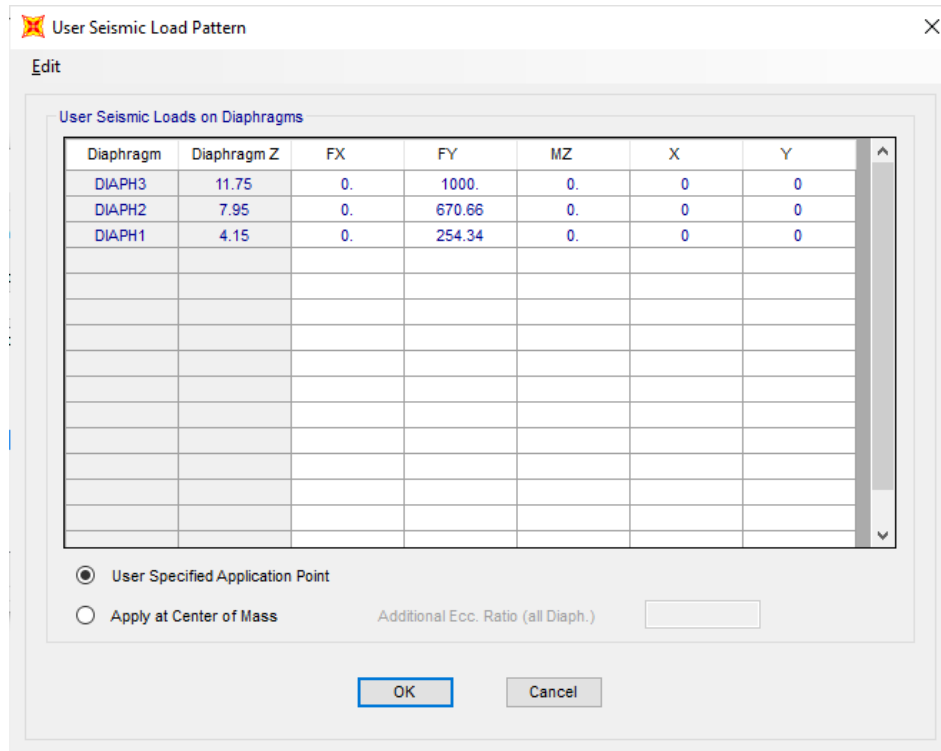 User Seismic Load Pattern
Edit
User Seismic Loads on Diaphragms
Diaphragm Diaphragm Z FX FY MZ X Y
DIAPH3 11.75 0. 1000. 0. 0 0
DIAPH2 7.95 0. 670.66 0. 0 0
DIAPH1 4.15 0. 254.34 0. 0 0
User Specified Application Point
Apply at Center of Mass Additional Ecc. Ratio (all Diaph.)
OK Cancel